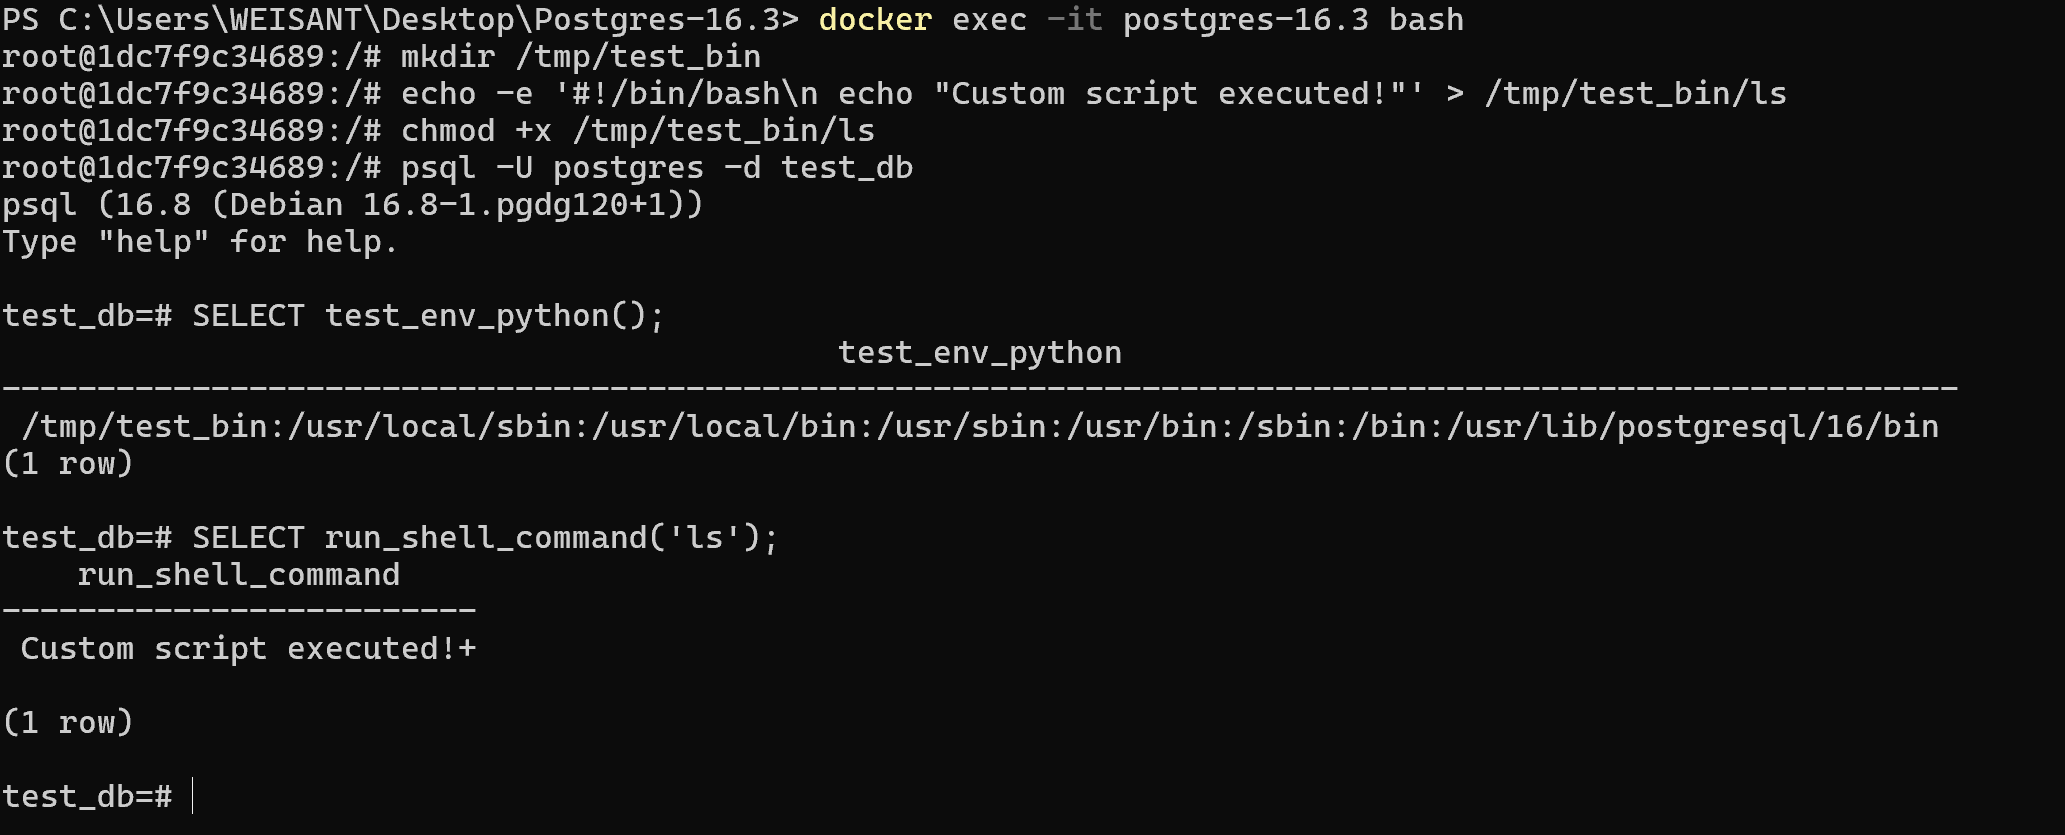 PS C:\Users\WEISANT\Desktop\Postgres-16.3> docker exec -it postgres-16.3 bash
root@1dc7f9c34689:/# mkdir /tmp/test_bin
root@1dc7f9c34689:/# echo -e '#!/bin/bash\n echo "Custom script executed!"' > /tmp/test_bin/ls
root@1dc7f9c34689:/# chmod +x /tmp/test_bin/ls
root@1dc7f9c34689:/# psql -U postgres -d test_db
psql (16.8 (Debian 16.8-1.pgdg120+1))
Type "help" for help.
test_db=# SELECT test_env_python();
test_env_python
-------------------------------------------------------------------------------------------------------
/tmp/test_bin:/usr/local/sbin:/usr/local/bin:/usr/sbin:/usr/bin:/sbin:/bin:/usr/lib/postgresql/16/bin
(1 row)
test_db=# SELECT run_shell_command('ls');
run_shell_command
-------------------------
Custom script executed!+
(1 row)
test_db=#